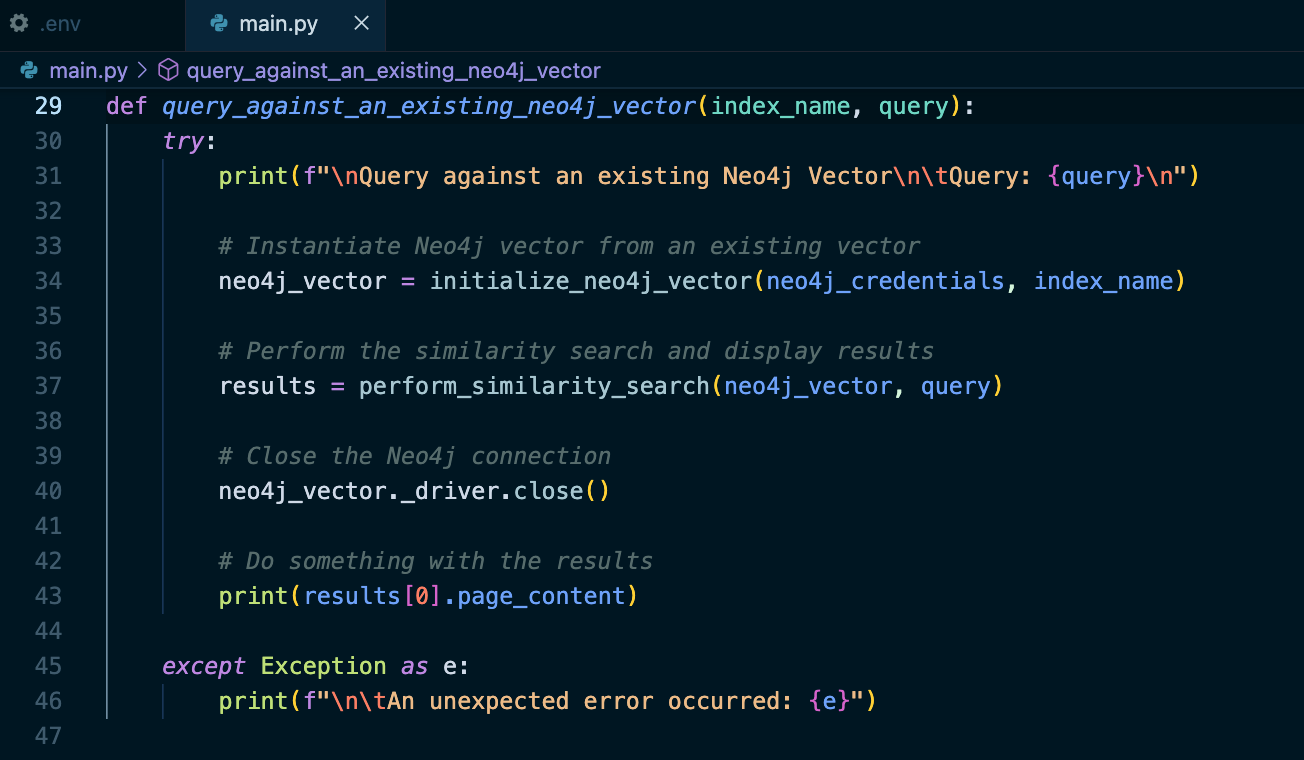 .env
main.py
main.py > query_against_an_existing_neo4j_vector
29 def query_against_an_existing_neo4j_vector(index_name, query):
30     try:
31         print(f"\nQuery against an existing Neo4j Vector\n\tQuery: {query}\n")
32
33         # Instantiate Neo4j vector from an existing vector
34         neo4j_vector = initialize_neo4j_vector(neo4j_credentials, index_name)
35
36         # Perform the similarity search and display results
37         results = perform_similarity_search(neo4j_vector, query)
38
39         # Close the Neo4j connection
40         neo4j_vector._driver.close()
41
42         # Do something with the results
43         print(results[0].page_content)
44
45     except Exception as e:
46         print(f"\n\tAn unexpected error occurred: {e}")
47